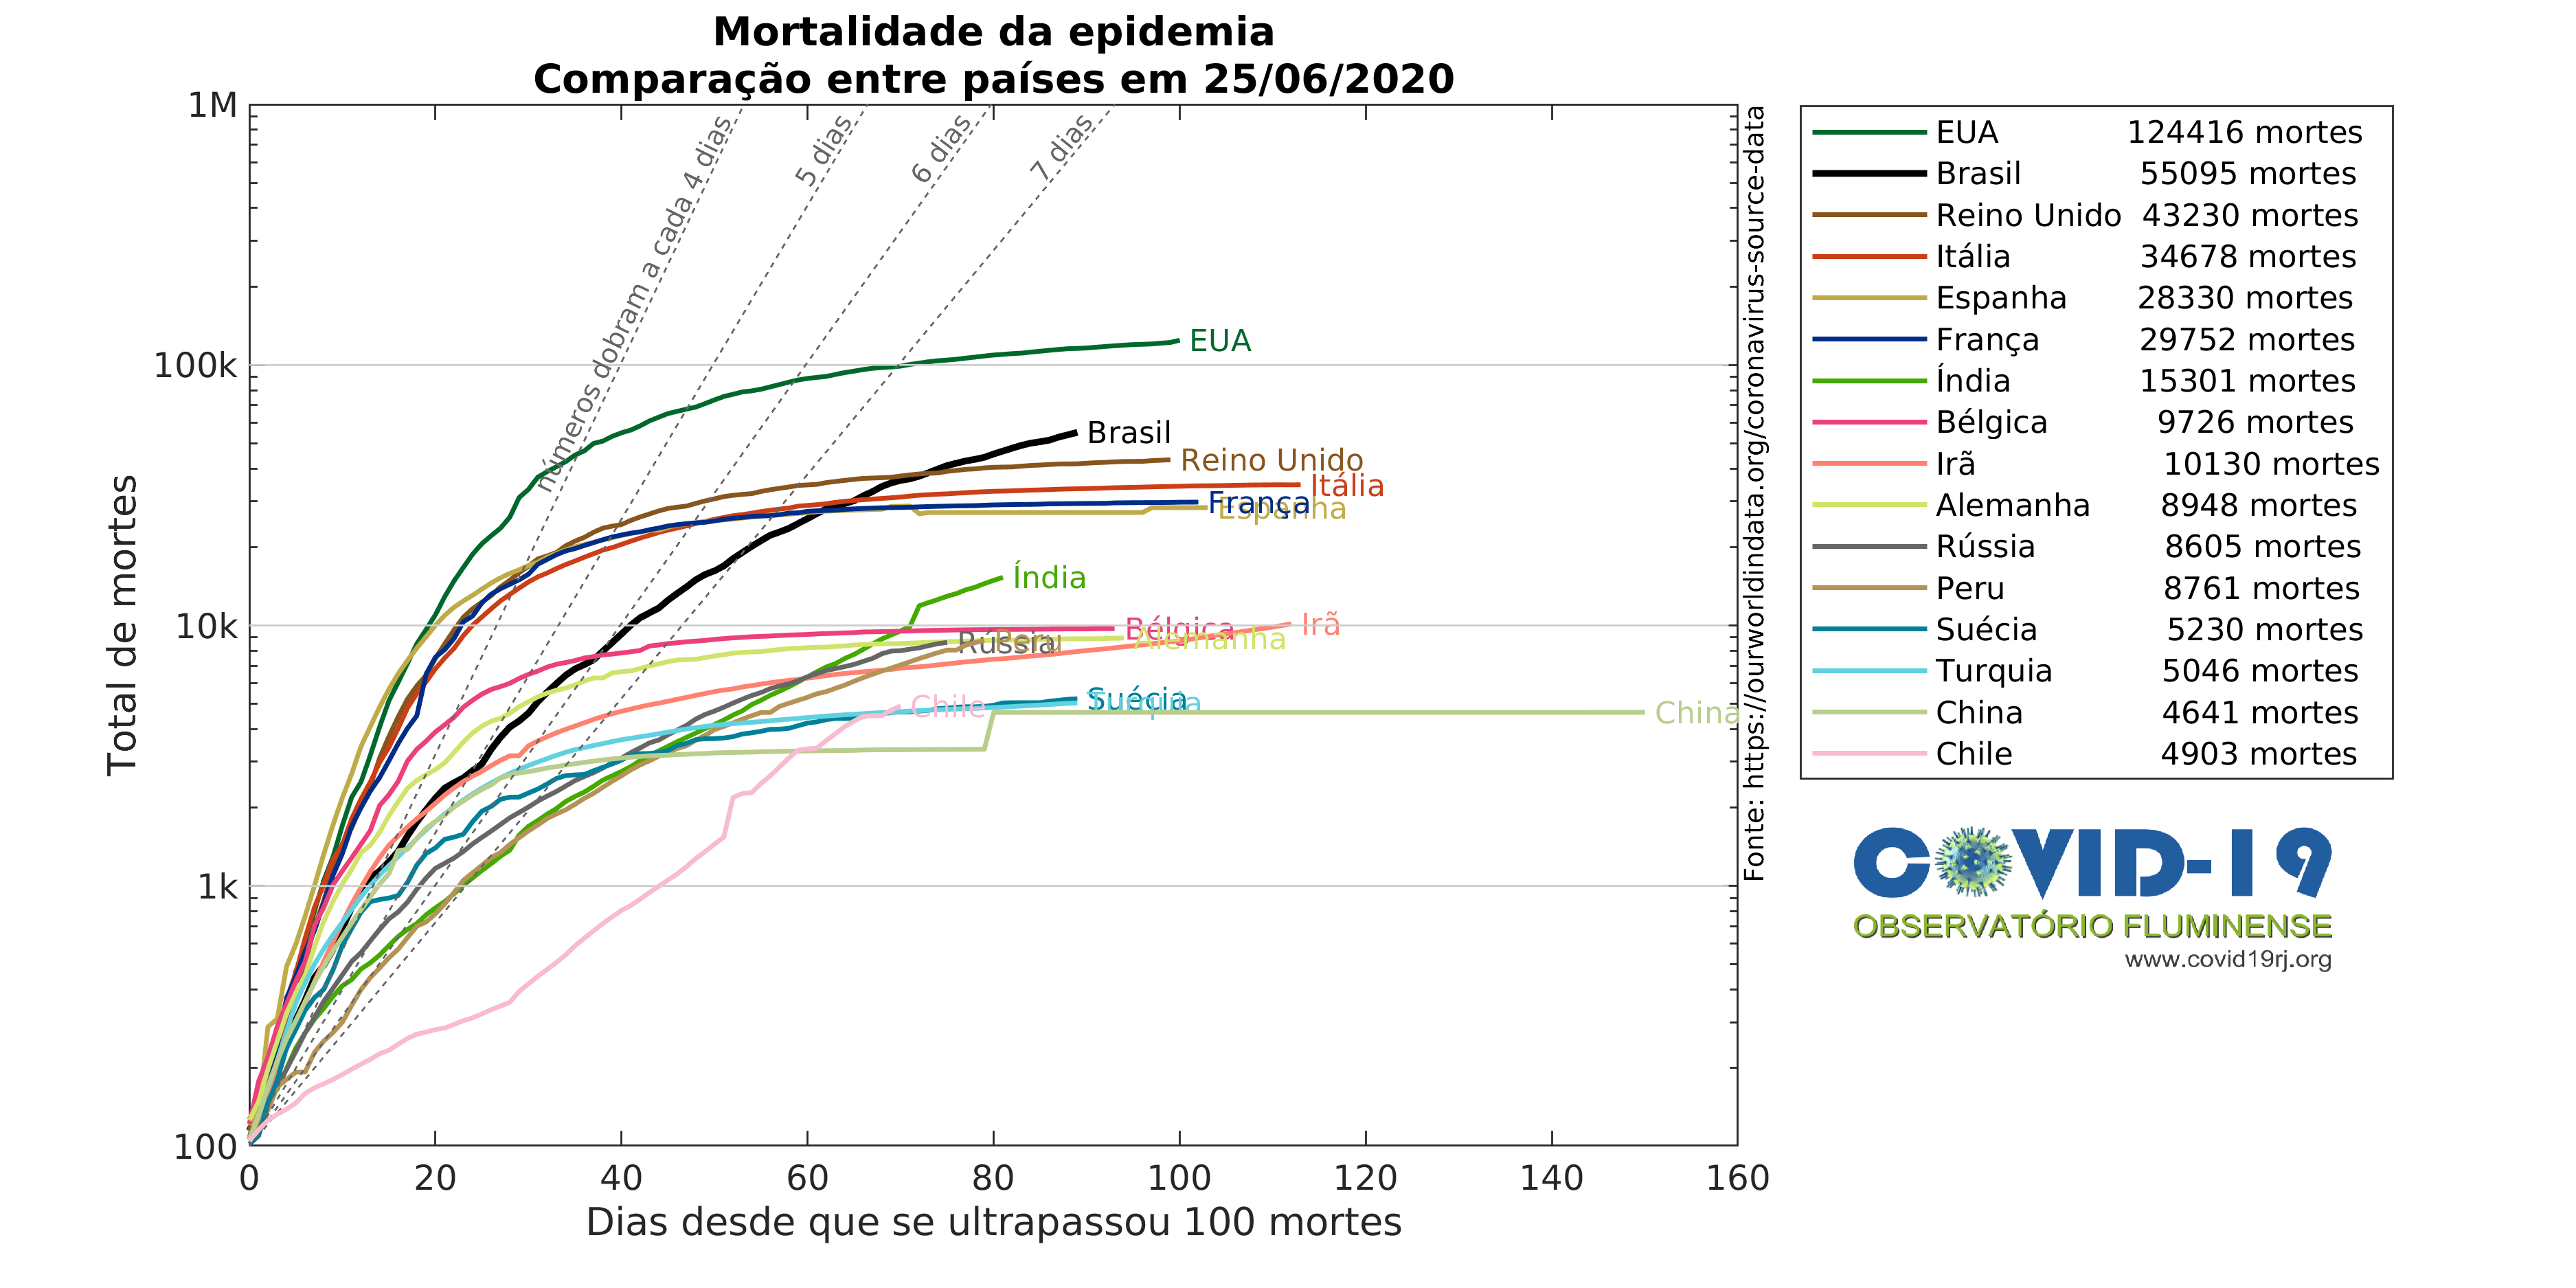 Mortalidade da epidemia
Comparação entre países em 25/06/2020
Total de mortes
1M
100k
10k
1k
100
0 20 40 60 80 100 120 140 160
Dias desde que se ultrapassou 100 mortes
números dobram a cada 4 dias
5 dias
6 dias
7 dias
EUA
Brasil
Reino Unido
Itália
França
Espanha
Índia
Irã
Bélgica
Alemanha
Rússia
Peru
Suécia
Turquia
Chile
China
Fonte: https://ourworldindata.org/coronavirus-source-data
EUA 124416 mortes
Brasil 55095 mortes
Reino Unido 43230 mortes
Itália 34678 mortes
Espanha 28330 mortes
França 29752 mortes
Índia 15301 mortes
Bélgica 9726 mortes
Irã 10130 mortes
Alemanha 8948 mortes
Rússia 8605 mortes
Peru 8761 mortes
Suécia 5230 mortes
Turquia 5046 mortes
China 4641 mortes
Chile 4903 mortes
COVID-19
OBSERVATÓRIO FLUMINENSE
www.covid19rj.org